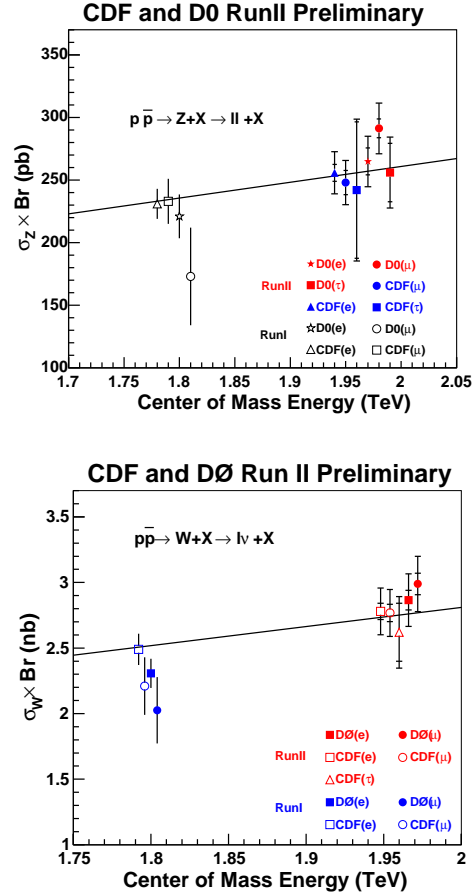 CDF and D0 RunII Preliminary
σ_Z × Br (pb)
350
300
250
200
150
100
p p̅ → Z+X → ll +X
RunII
★D0(e) ●D0(μ)
■D0(τ) ●CDF(μ)
▲CDF(e) ■CDF(τ)
RunI
☆D0(e) ○D0(μ)
△CDF(e) □CDF(μ)
1.7 1.75 1.8 1.85 1.9 1.95 2 2.05
Center of Mass Energy (TeV)
CDF and DØ Run II Preliminary
σ_W × Br (nb)
4
3.5
3
2.5
2
1.5
1
pp̅ → W+X → lν +X
RunII
■DØ(e) ●DØ(μ)
□CDF(e) ○CDF(μ)
△CDF(τ)
RunI
■DØ(e) ●DØ(μ)
□CDF(e) ○CDF(μ)
1.75 1.8 1.85 1.9 1.95 2
Center of Mass Energy (TeV)